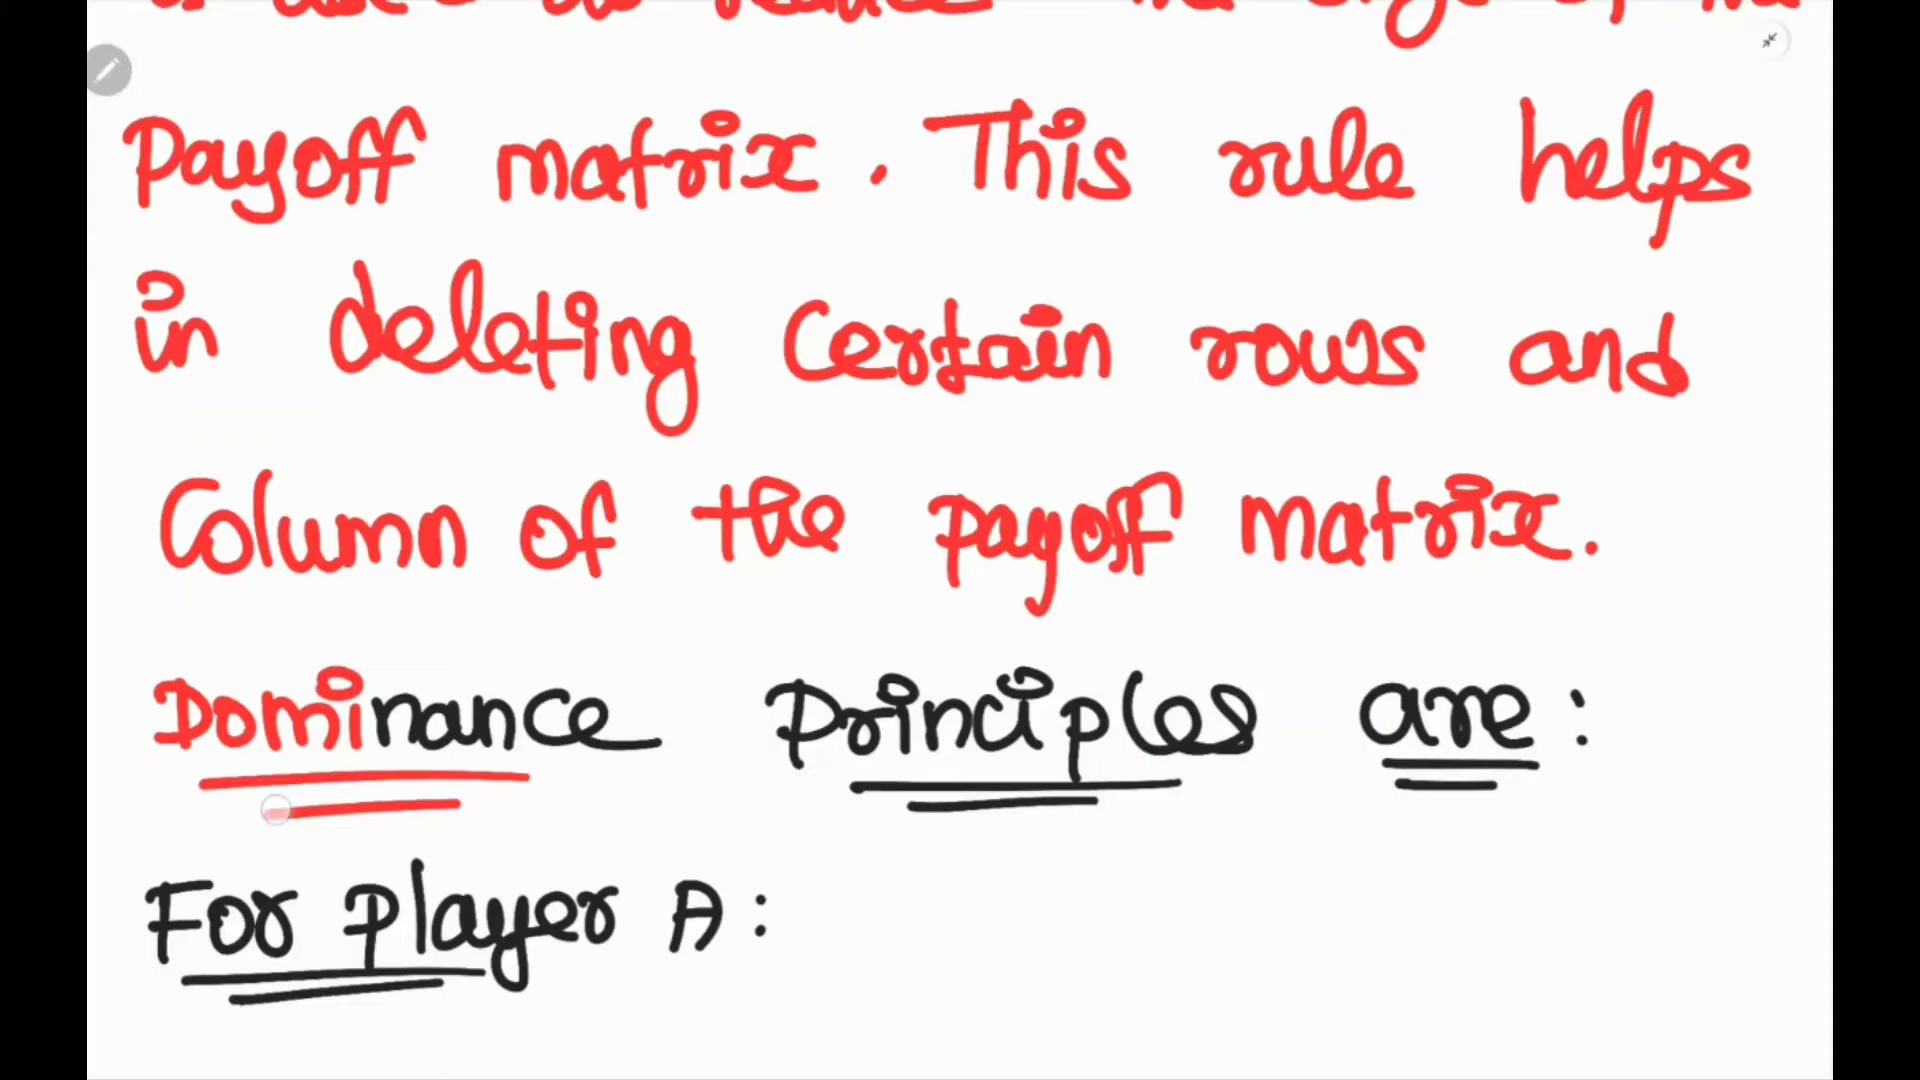 the
Payoff matrix. This rule helps
in deleting certain rows and
Column of the payoff matrix.
Dominance Principles are:
For player A: